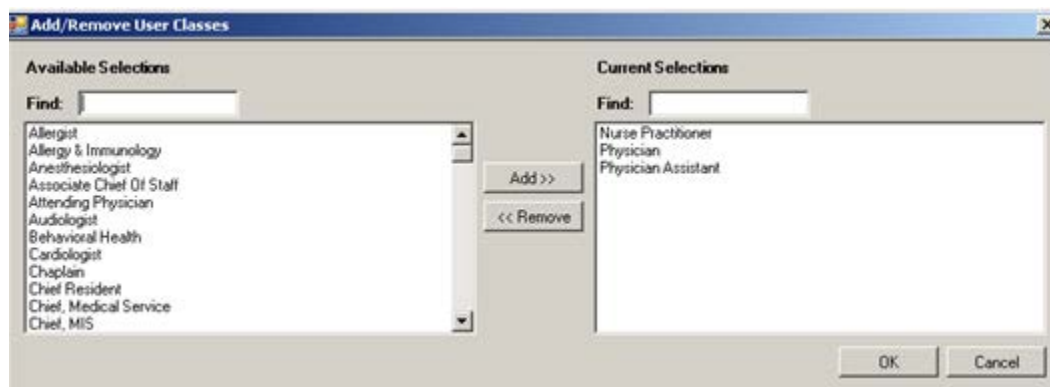 Add/Remove User Classes
Available Selections
Find:
Allergist
Allergy & Immunology
Anesthesiologist
Associate Chief Of Staff
Attending Physician
Audiologist
Behavioral Health
Cardiologist
Chaplain
Chief Resident
Chief, Medical Service
Chief, MIS
Add >>
<< Remove
Current Selections
Find:
Nurse Practitioner
Physician
Physician Assistant
OK
Cancel